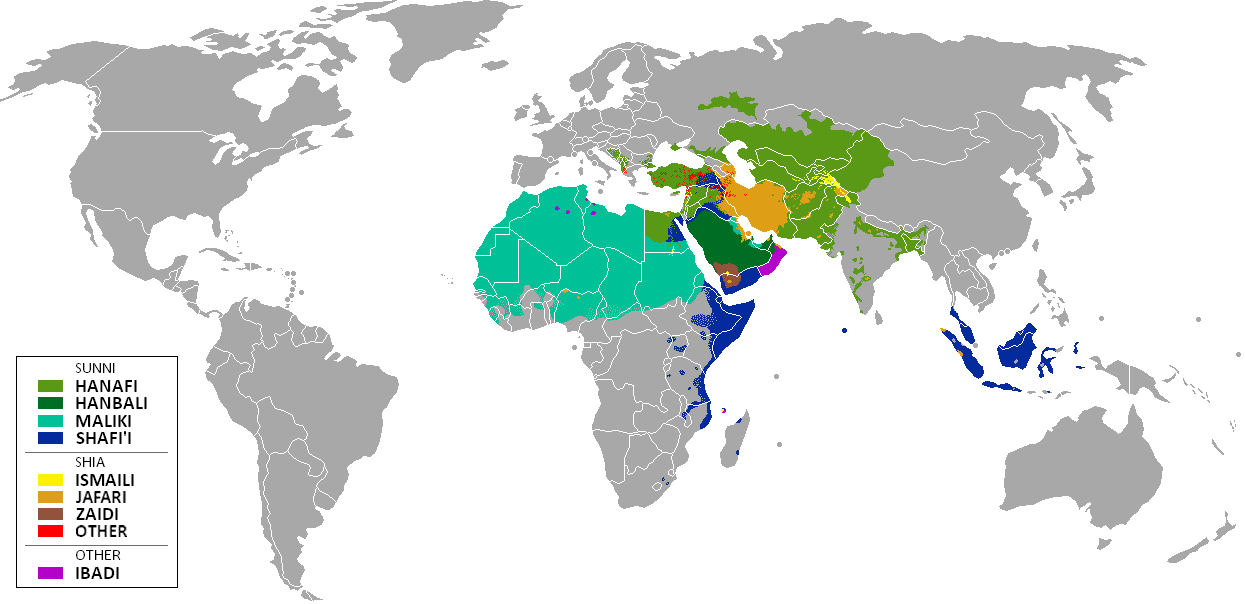 SUNNI
HANAFI
HANBALI
MALIKI
SHAFI'I
SHIA
ISMAILI
JAFARI
ZAIDI
OTHER
OTHER
IBADI